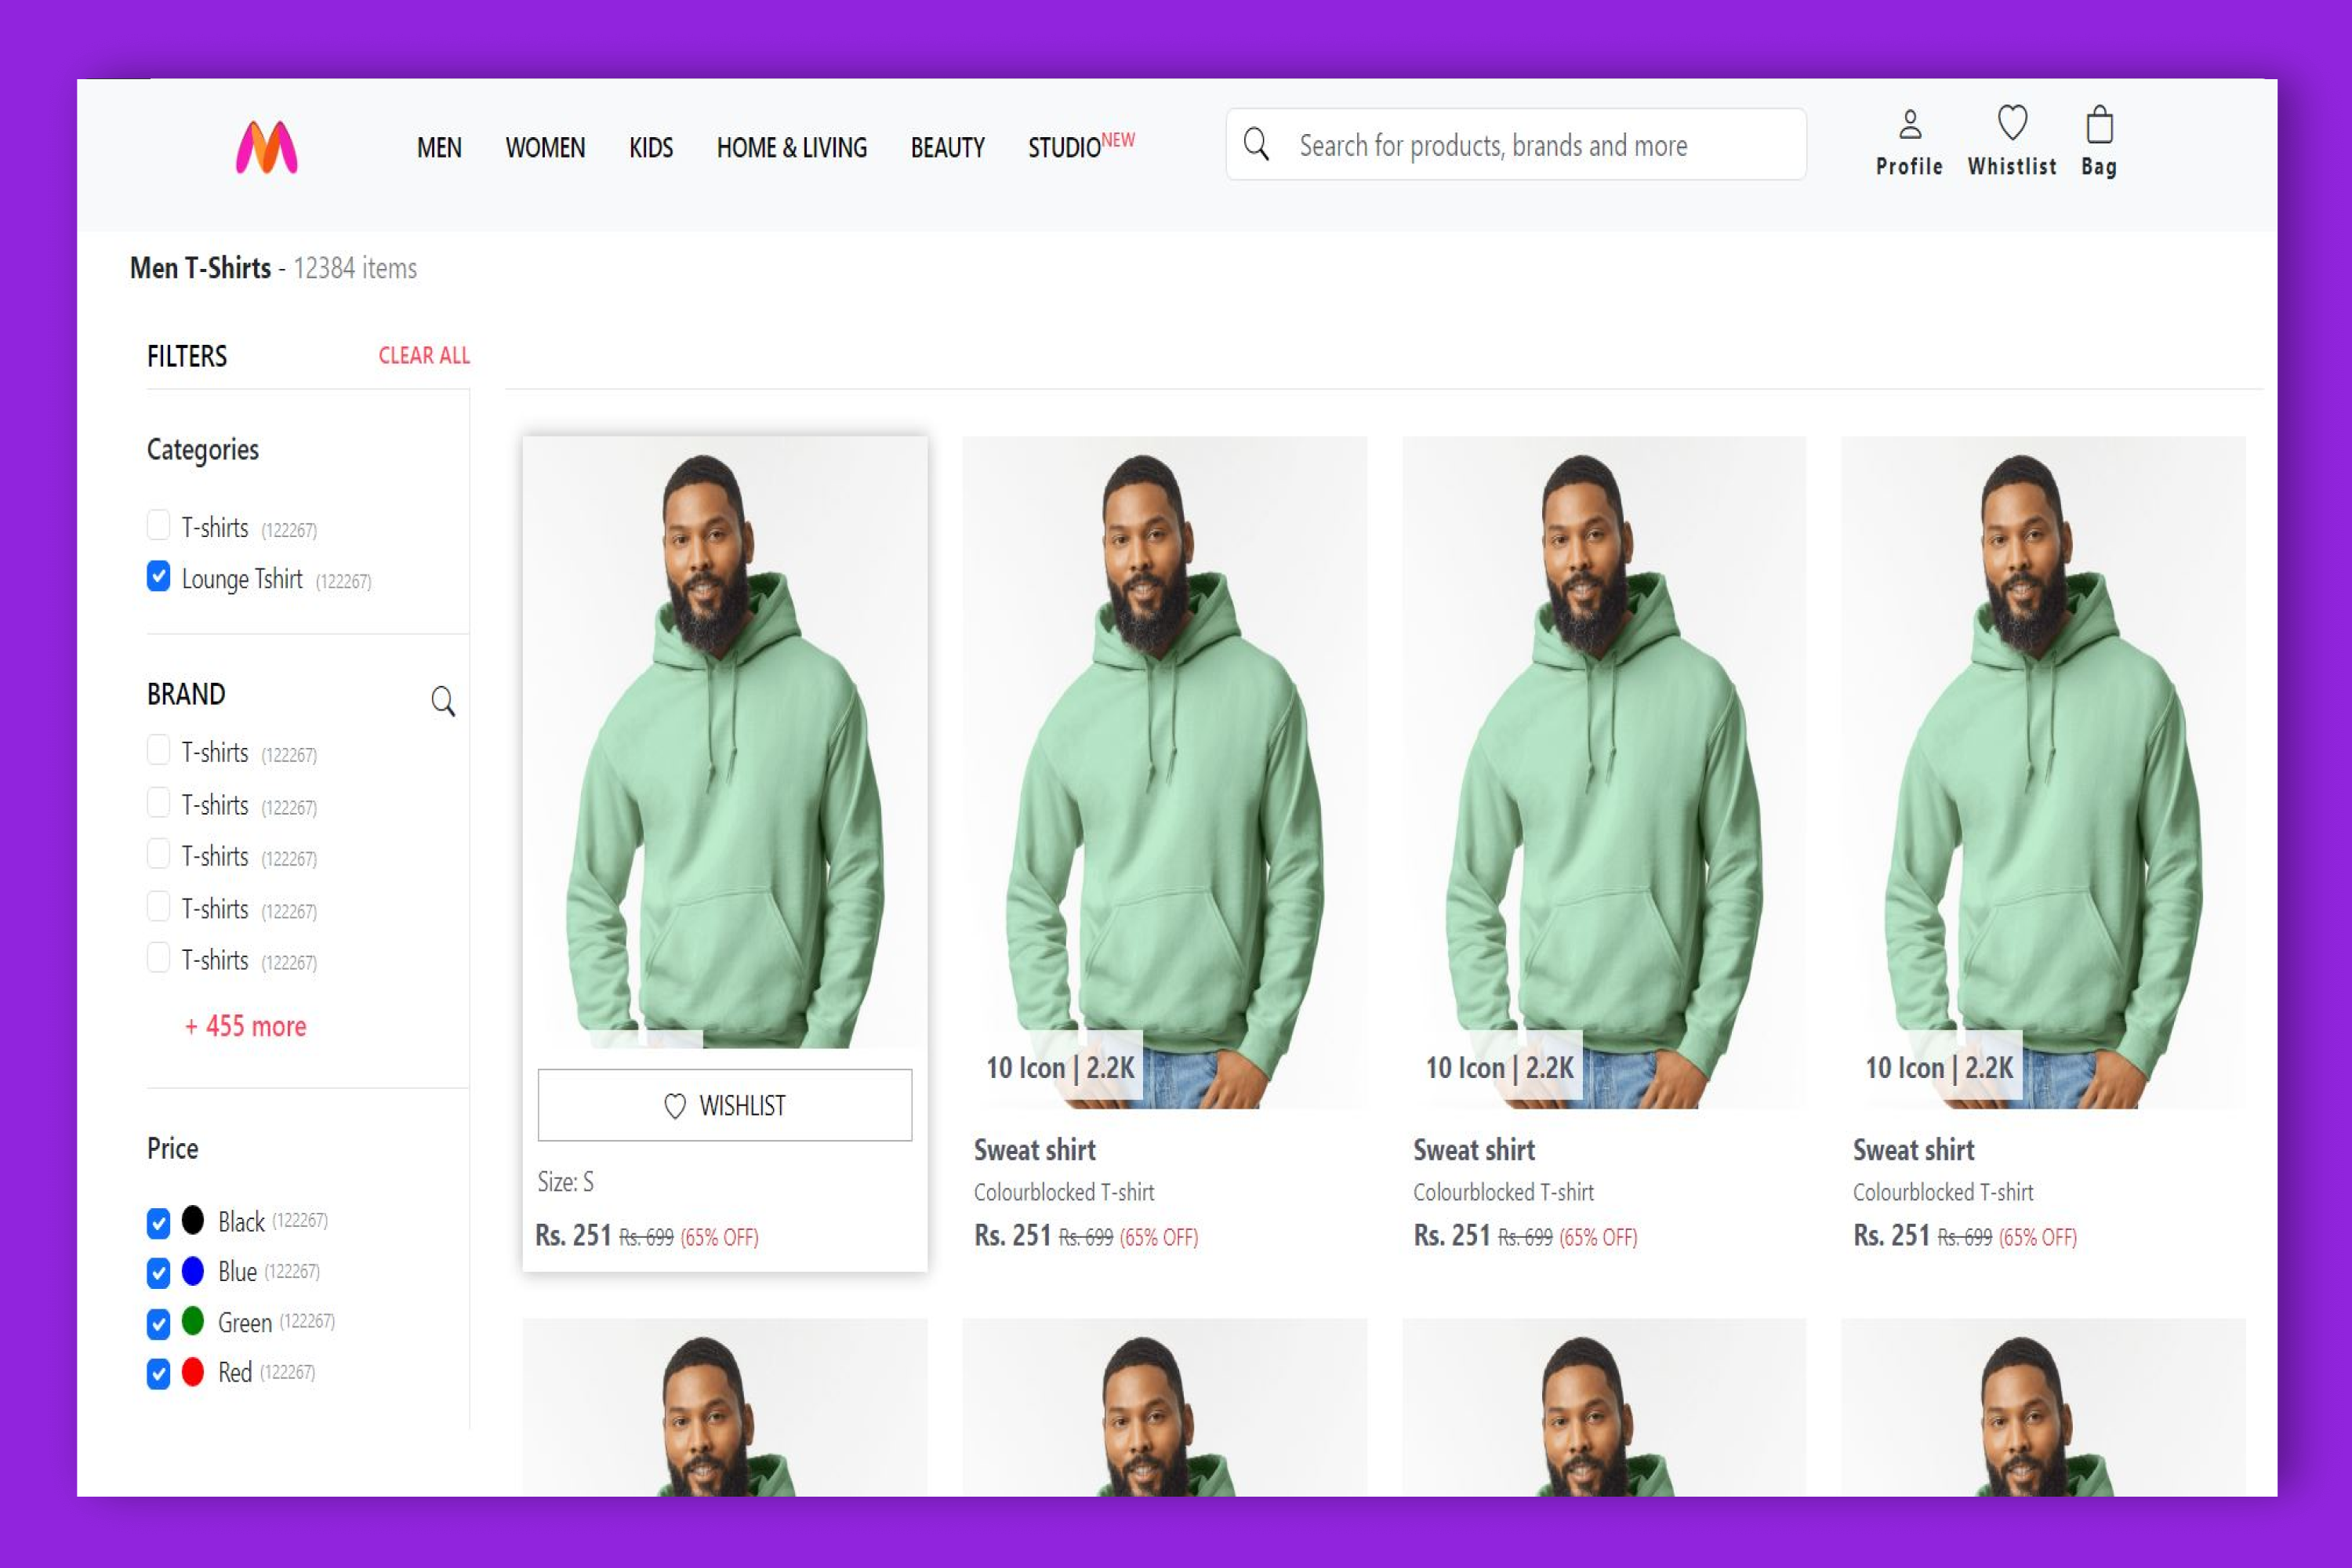 MEN WOMEN KIDS HOME & LIVING BEAUTY STUDIO NEW
Search for products, brands and more
Profile Whistlist Bag
Men T-Shirts - 12384 items
FILTERS CLEAR ALL
Categories
T-shirts (122267)
Lounge Tshirt (122267)
BRAND
T-shirts (122267)
T-shirts (122267)
T-shirts (122267)
T-shirts (122267)
T-shirts (122267)
+ 455 more
Price
Black (122267)
Blue (122267)
Green (122267)
Red (122267)
WISHLIST
Size: S
Rs. 251 Rs. 699 (65% OFF)
10 Icon | 2.2K
Sweat shirt
Colourblocked T-shirt
Rs. 251 Rs. 699 (65% OFF)
10 Icon | 2.2K
Sweat shirt
Colourblocked T-shirt
Rs. 251 Rs. 699 (65% OFF)
10 Icon | 2.2K
Sweat shirt
Colourblocked T-shirt
Rs. 251 Rs. 699 (65% OFF)